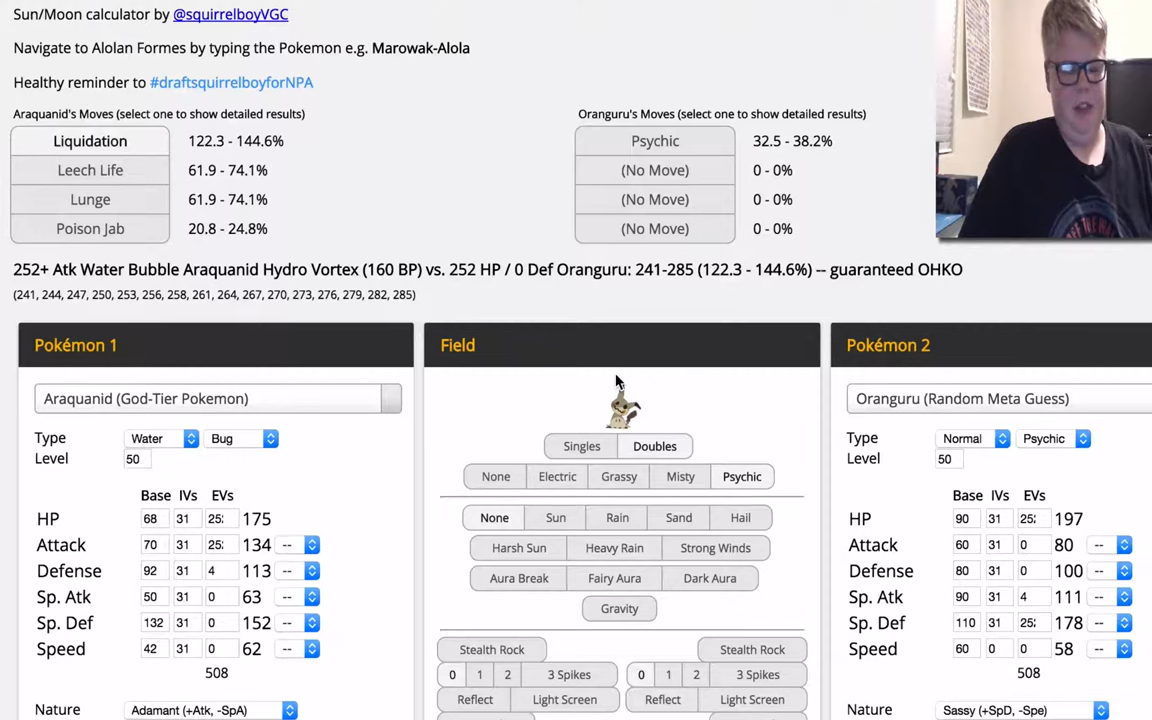 Sun/Moon calculator by @squirrelboyVGC
Navigate to Alolan Formes by typing the Pokemon e.g. Marowak-Alola
Healthy reminder to #draftsquirrelboyforNPA
Araquanid's Moves (select one to show detailed results)
Liquidation 122.3 - 144.6%
Leech Life 61.9 - 74.1%
Lunge 61.9 - 74.1%
Poison Jab 20.8 - 24.8%
Oranguru's Moves (select one to show detailed results)
Psychic 32.5 - 38.2%
(No Move) 0 - 0%
(No Move) 0 - 0%
(No Move) 0 - 0%
252+ Atk Water Bubble Araquanid Hydro Vortex (160 BP) vs. 252 HP / 0 Def Oranguru: 241-285 (122.3 - 144.6%) -- guaranteed OHKO
(241, 244, 247, 250, 253, 256, 258, 261, 264, 267, 270, 273, 276, 279, 282, 285)
Pokémon 1
Araquanid (God-Tier Pokemon)
Type Water Bug
Level 50
Base IVs EVs
HP 68 31 25 175
Attack 70 31 25 134 --
Defense 92 31 4 113 --
Sp. Atk 50 31 0 63 --
Sp. Def 132 31 0 152 --
Speed 42 31 0 62 --
508
Nature Adamant (+Atk, -SpA)
Field
Singles Doubles
None Electric Grassy Misty Psychic
None Sun Rain Sand Hail
Harsh Sun Heavy Rain Strong Winds
Aura Break Fairy Aura Dark Aura
Gravity
Stealth Rock Stealth Rock
0 1 2 3 Spikes 0 1 2 3 Spikes
Reflect Light Screen Reflect Light Screen
Pokémon 2
Oranguru (Random Meta Guess)
Type Normal Psychic
Level 50
Base IVs EVs
HP 90 31 25 197
Attack 60 31 0 80 --
Defense 80 31 0 100 --
Sp. Atk 90 31 4 111 --
Sp. Def 110 31 25 178 --
Speed 60 0 0 58 --
508
Nature Sassy (+SpD, -Spe)